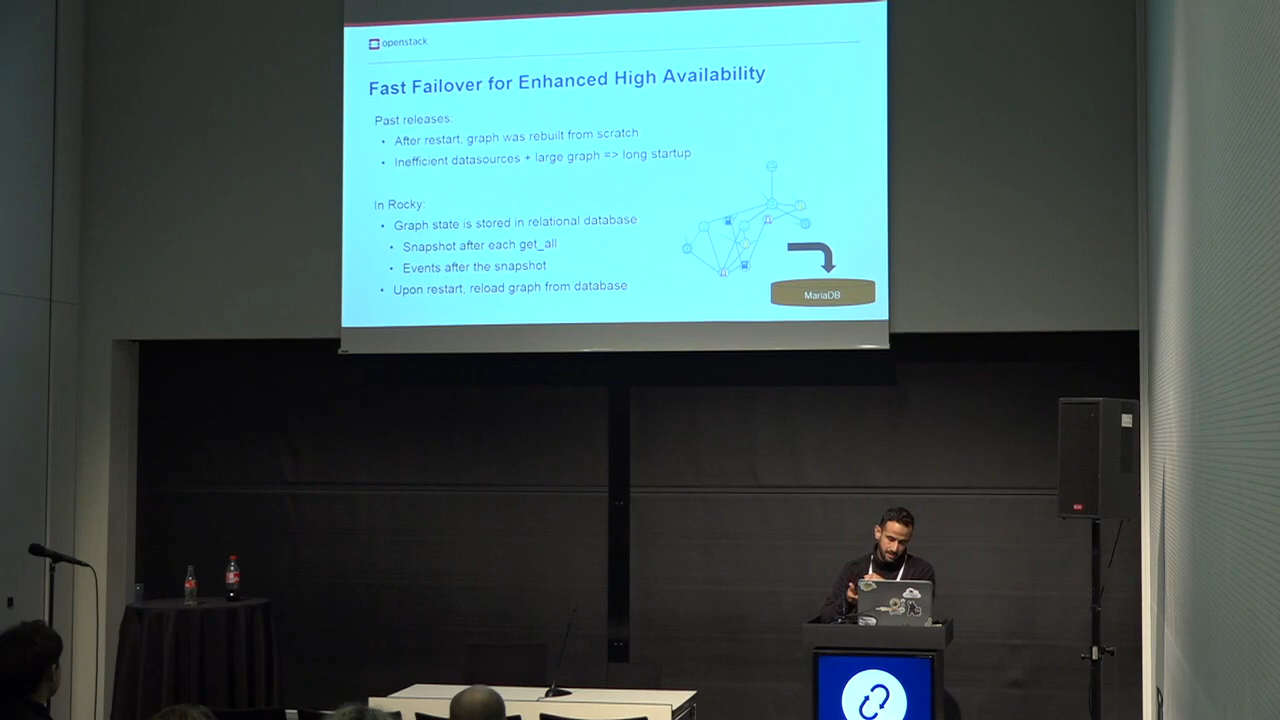 openstack
Fast Failover for Enhanced High Availability
Past releases:
• After restart, graph was rebuilt from scratch
• Inefficient datasources + large graph => long startup
In Rocky:
• Graph state is stored in relational database
• Snapshot after each get_all
• Events after the snapshot
• Upon restart, reload graph from database
MariaDB